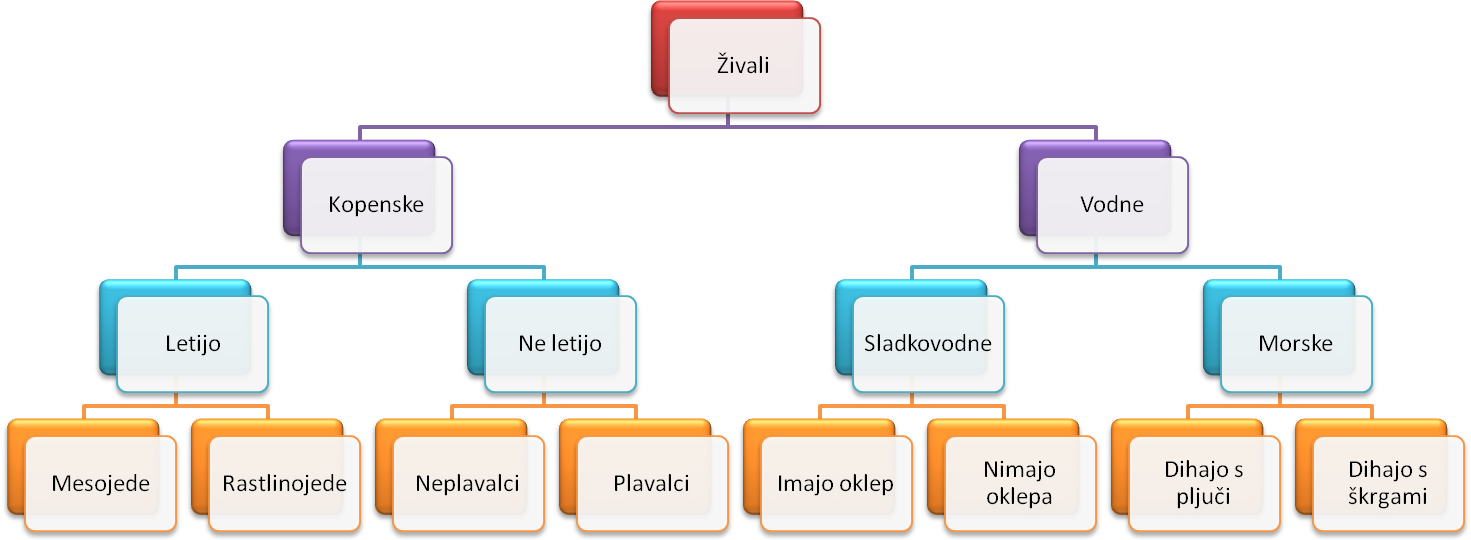 Živali
Kopenske
Vodne
Letijo
Ne letijo
Sladkovodne
Morske
Mesojede
Rastlinojede
Neplavalci
Plavalci
Imajo oklep
Nimajo
oklepa
Dihajo s
pljuči
Dihajo s
škrgami